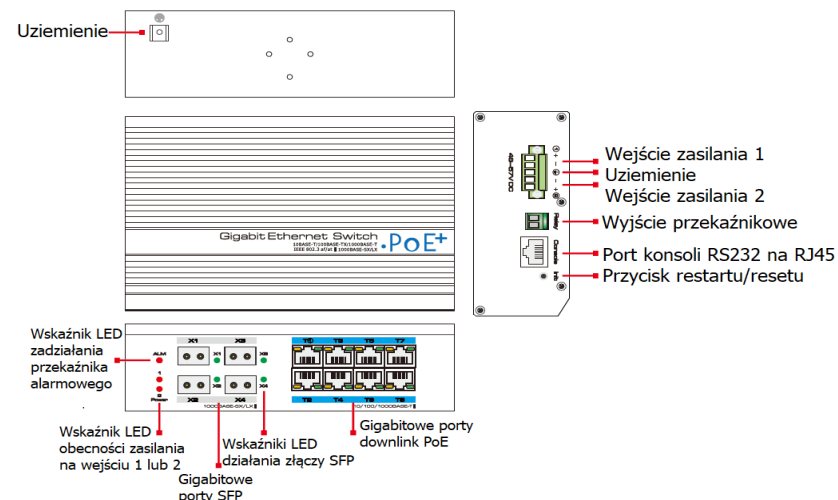 Uziemienie
Wejście zasilania 1
Uziemienie
Wejście zasilania 2
Wyjście przekaźnikowe
Port konsoli RS232 na RJ45
Przycisk restartu/resetu
48~57VDC
Relay
Console
Gigabit Ethernet Switch
10BASE-T/100BASE-TX/1000BASE-T
IEEE 802.3 af/at 1000BASE-SX/LX
PoE+
Wskaźnik LED
zadziałania
przekaźnika
alarmowego
ALM
1
2
Power
X1 X3
X1 X3
X2 X4
X2 X4
1000BASE-SX/LX
T5 T7
T2 T4 T6 T8
10/100/1000BASE-T
Wskaźnik LED
obecności zasilania
na wejściu 1 lub 2
Gigabitowe
porty SFP
Wskaźniki LED
działania złączy SFP
Gigabitowe porty
downlink PoE